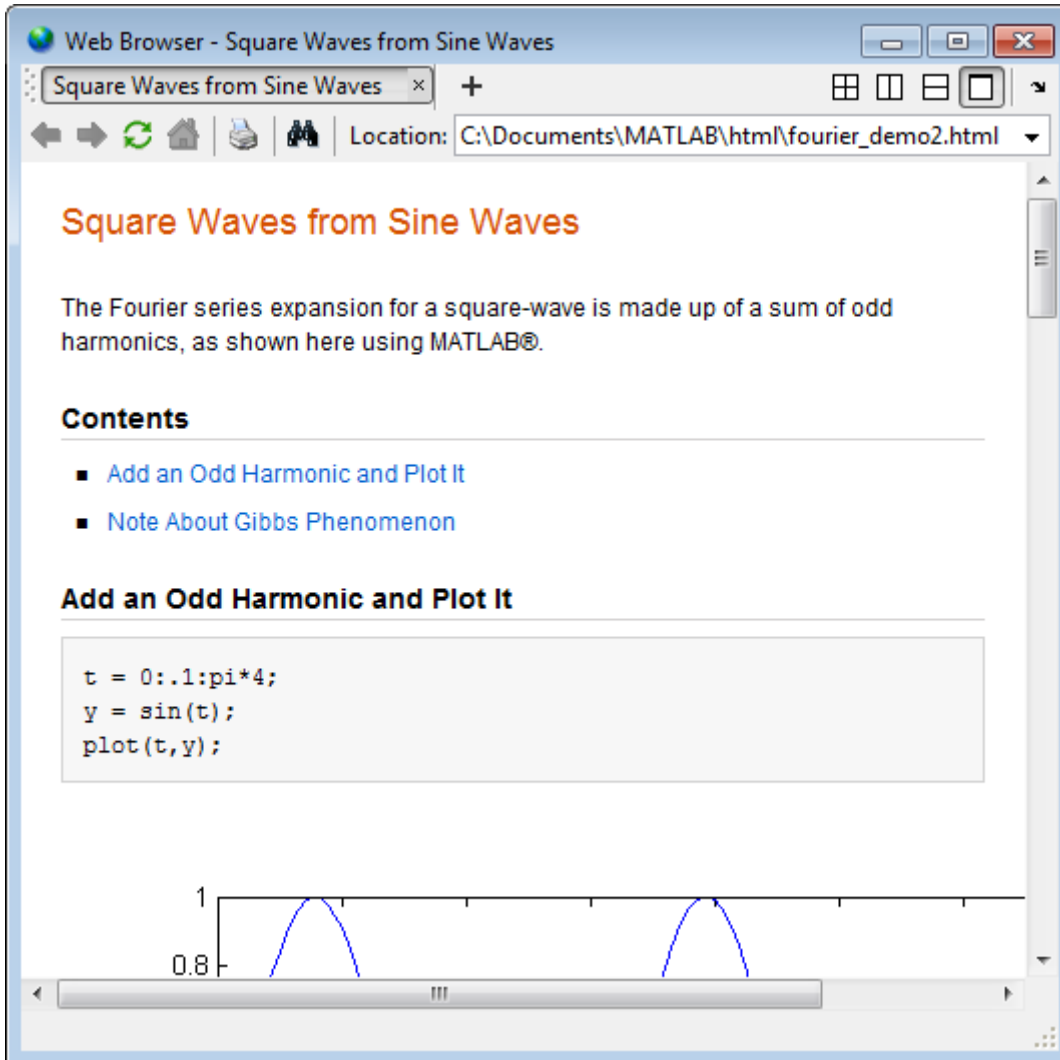 Web Browser - Square Waves from Sine Waves
Square Waves from Sine Waves
Location: C:\Documents\MATLAB\html\fourier_demo2.html
Square Waves from Sine Waves
The Fourier series expansion for a square-wave is made up of a sum of odd
harmonics, as shown here using MATLAB®.
Contents
Add an Odd Harmonic and Plot It
Note About Gibbs Phenomenon
Add an Odd Harmonic and Plot It
t = 0:.1:pi*4;
y = sin(t);
plot(t,y);
1
0.8